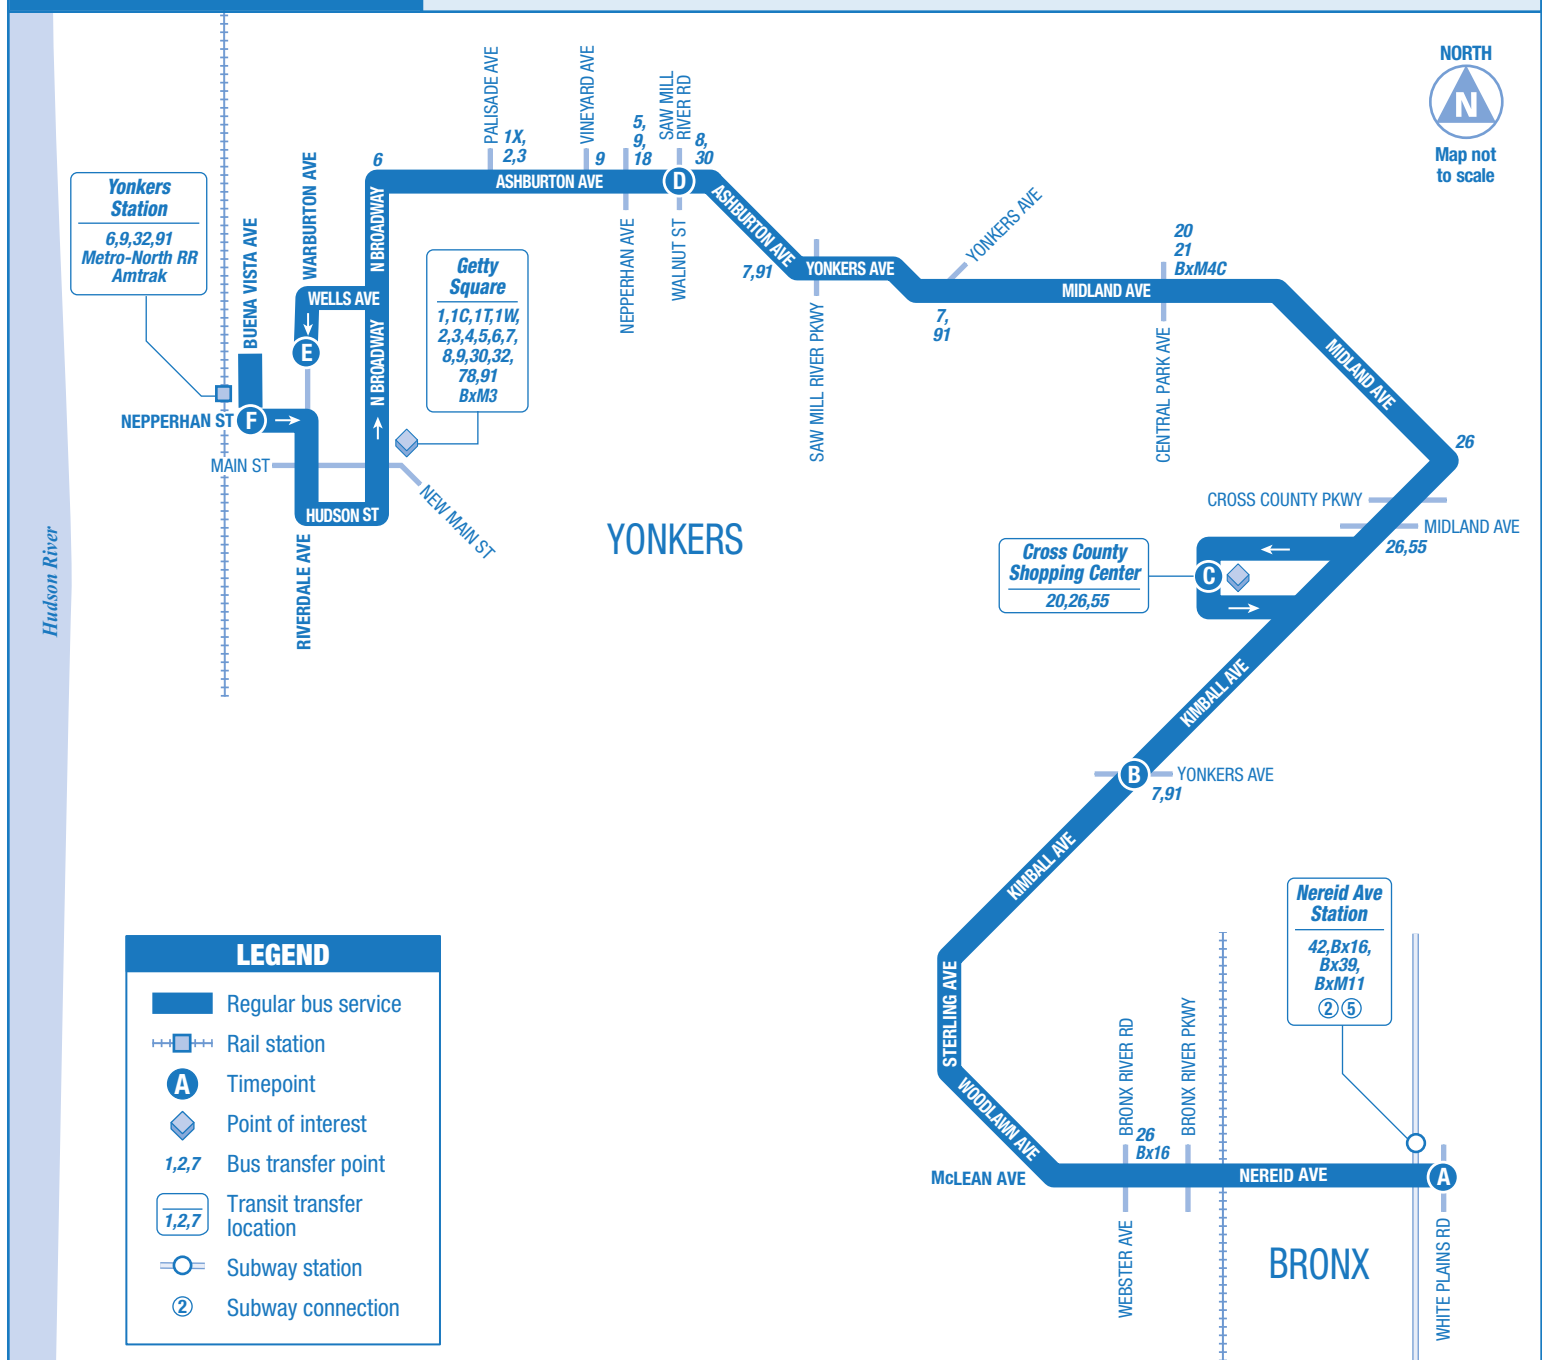 NORTH
N
Map not
to scale
PALISADE AVE
1X,
2,3
VINEYARD AVE
9
5,
9,
18
SAW MILL
RIVER RD
8,
30
6
ASHBURTON AVE
D
ASHBURTON AVE
NEPPERHAN AVE
WALNUT ST
7,91
YONKERS AVE
SAW MILL RIVER PKWY
YONKERS AVE
7,
91
20
21
BxM4C
MIDLAND AVE
CENTRAL PARK AVE
MIDLAND AVE
26
Yonkers
Station
6,9,32,91
Metro-North RR
Amtrak
BUENA VISTA AVE
WARBURTON AVE
N BROADWAY
WELLS AVE
E
N BROADWAY
Getty
Square
1,1C,1T,1W,
2,3,4,5,6,7,
8,9,30,32,
78,91
BxM3
NEPPERHAN ST
F
MAIN ST
NEW MAIN ST
HUDSON ST
RIVERDALE AVE
Hudson River
YONKERS
CROSS COUNTY PKWY
MIDLAND AVE
26,55
Cross County
Shopping Center
20,26,55
C
KIMBALL AVE
B
YONKERS AVE
7,91
KIMBALL AVE
STERLING AVE
WOODLAWN AVE
McLEAN AVE
BRONX RIVER RD
26
Bx16
BRONX RIVER PKWY
WEBSTER AVE
NEREID AVE
A
WHITE PLAINS RD
Nereid Ave
Station
42,Bx16,
Bx39,
BxM11
2 5
BRONX
LEGEND
Regular bus service
Rail station
A Timepoint
Point of interest
1,2,7 Bus transfer point
1,2,7 Transit transfer
location
Subway station
2 Subway connection